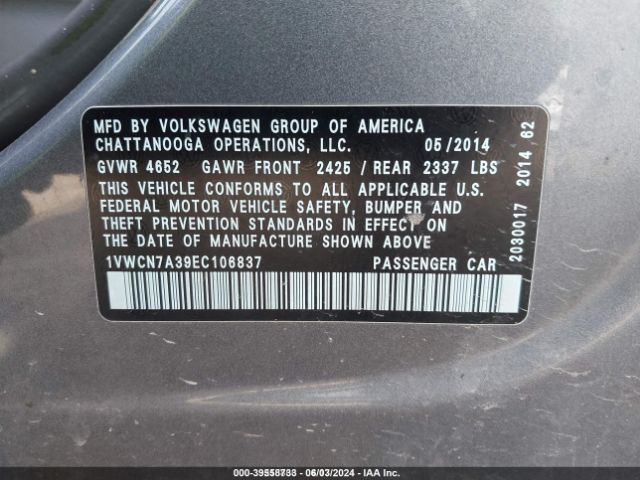 MFD BY VOLKSWAGEN GROUP OF AMERICA
CHATTANOOGA OPERATIONS, LLC. 05/2014
GVWR 4652 GAWR FRONT 2425 / REAR 2337 LBS
THIS VEHICLE CONFORMS TO ALL APPLICABLE U.S.
FEDERAL MOTOR VEHICLE SAFETY, BUMPER AND
THEFT PREVENTION STANDARDS IN EFFECT ON
THE DATE OF MANUFACTURE SHOWN ABOVE
1VWCN7A39EC106837 PASSENGER CAR
2030017 2014 62
000-39558733 - 06/03/2024 - IAA Inc.